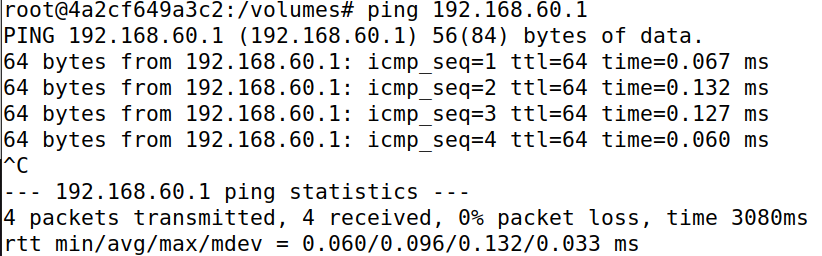 root@4a2cf649a3c2:/volumes# ping 192.168.60.1
PING 192.168.60.1 (192.168.60.1) 56(84) bytes of data.
64 bytes from 192.168.60.1: icmp_seq=1 ttl=64 time=0.067 ms
64 bytes from 192.168.60.1: icmp_seq=2 ttl=64 time=0.132 ms
64 bytes from 192.168.60.1: icmp_seq=3 ttl=64 time=0.127 ms
64 bytes from 192.168.60.1: icmp_seq=4 ttl=64 time=0.060 ms
^C
--- 192.168.60.1 ping statistics ---
4 packets transmitted, 4 received, 0% packet loss, time 3080ms
rtt min/avg/max/mdev = 0.060/0.096/0.132/0.033 ms